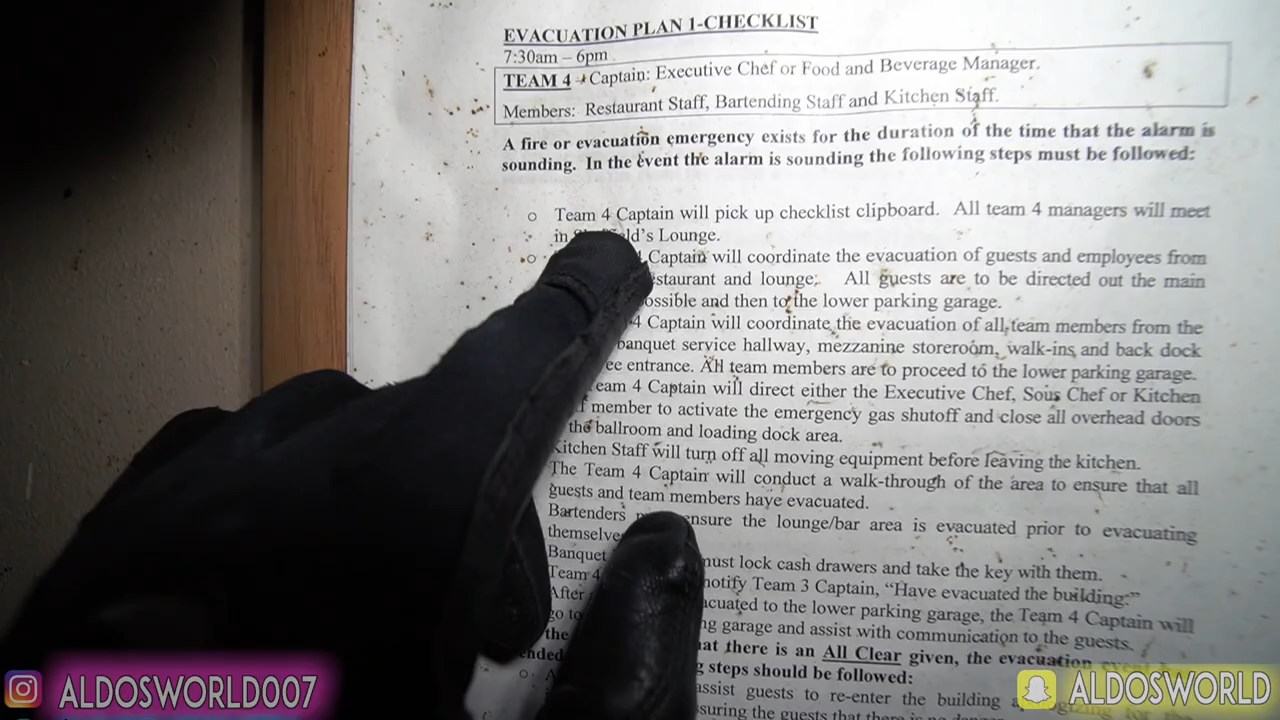 EVACUATION PLAN 1-CHECKLIST
7:30am – 6pm
TEAM 4 - Captain: Executive Chef or Food and Beverage Manager.
Members: Restaurant Staff, Bartending Staff and Kitchen Staff.
A fire or evacuation emergency exists for the duration of the time that the alarm is
sounding. In the event the alarm is sounding the following steps must be followed:
o Team 4 Captain will pick up checklist clipboard. All team 4 managers will meet
in Lounge.
o Captain will coordinate the evacuation of guests and employees from
and lounge. All guests are to be directed out the main
and then to the lower parking garage.
4 Captain will coordinate the evacuation of all team members from the
banquet service hallway, mezzanine storeroom, walk-ins and back dock
entrance. All team members are to proceed to the lower parking garage.
Team 4 Captain will direct either the Executive Chef, Sous Chef or Kitchen
member to activate the emergency gas shutoff and close all overhead doors
the ballroom and loading dock area.
Kitchen Staff will turn off all moving equipment before leaving the kitchen.
The Team 4 Captain will conduct a walk-through of the area to ensure that all
guests and team members have evacuated.
Bartenders ensure the lounge/bar area is evacuated prior to evacuating
Banquet must lock cash drawers and take the key with them.
Team 4 notify Team 3 Captain, “Have evacuated the building:”
After to the lower parking garage, the Team 4 Captain will
go to garage and assist with communication to the guests.
the that there is an All Clear given, the evacuation event
steps should be followed:
o assist guests to re-enter the building
the guests that there
ALDOSWORLD007
ALDOSWORLD